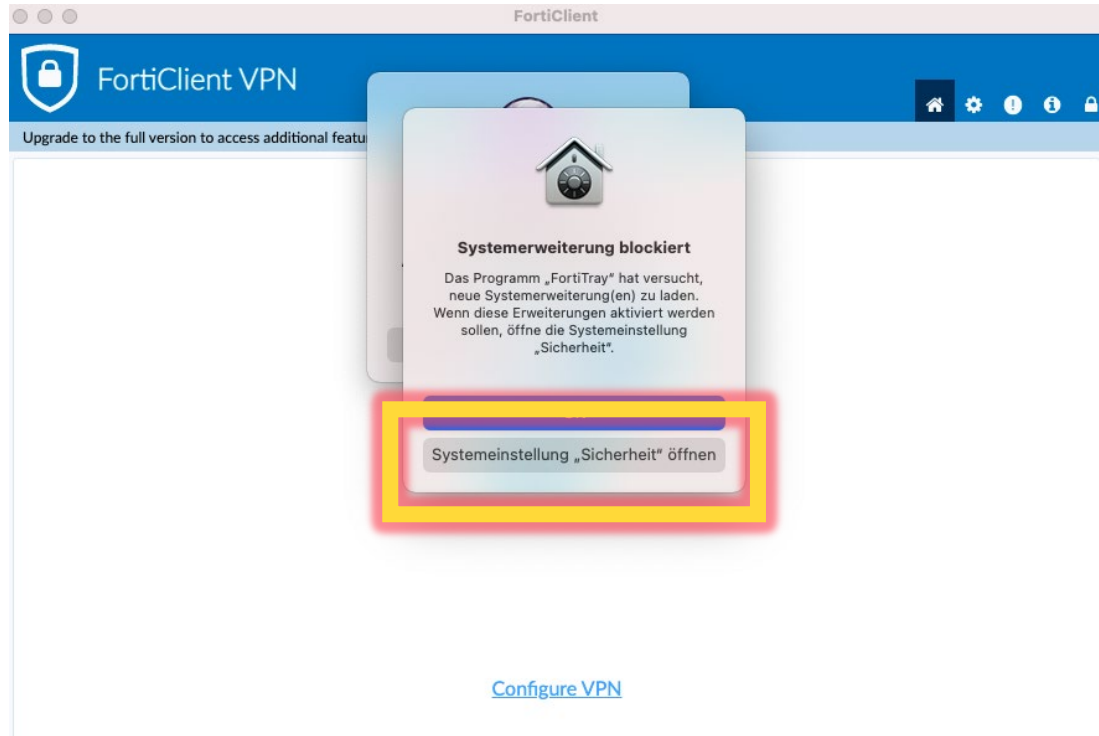 FortiClient
FortiClient VPN
Upgrade to the full version to access additional
Systemerweiterung blockiert
Das Programm „FortiTray“ hat versucht,
neue Systemerweiterung(en) zu laden.
Wenn diese Erweiterungen aktiviert werden
sollen, öffne die Systemeinstellung
„Sicherheit“.
Systemeinstellung „Sicherheit“ öffnen
Configure VPN